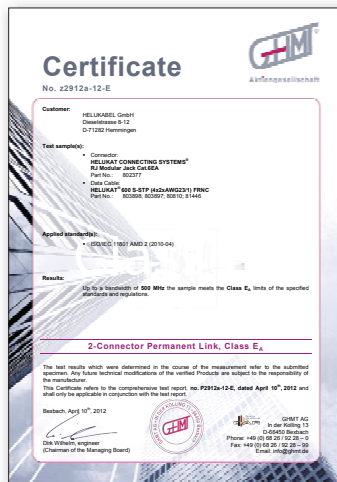 GHMT
®
Aktiengesellschaft
Certificate
No. z2912a-12-E
Customer:
HELUKABEL GmbH
Dieselstrasse 8-12
D-71282 Hemmingen
Test sample(s):
• Connector:
HELUKAT CONNECTING SYSTEMS®
RJ Modular Jack Cat.6EA
Part No.: 802377
• Data Cable:
HELUKAT® 600 S-STP (4x2xAWG23/1) FRNC
Part No.: 803898; 803897; 80810; 81446
Applied standard(s):
• ISO/IEC 11801 AMD 2 (2010-04)
Results:
Up to a bandwidth of 500 MHz the sample meets the Class EA limits of the specified
standards and regulations.
2-Connector Permanent Link, Class EA
The test results which were determined in the course of the measurement refer to the submitted
specimen. Any future technical modifications of the verified Products are subject to the responsibility of
the manufacturer.
This Certificate refers to the comprehensive test report, no. P2912a-12-E, dated April 10th, 2012 and
shall only be applicable in conjunction with the test report.
Bexbach, April 10th, 2012
Dirk Wilhelm, engineer
(Chairman of the Managing Board)
GHMT
GHMT AG
In der Kolling 13
D-66450 Bexbach
Phone: +49 (0) 68 26 / 92 28 – 0
Fax: +49 (0) 68 26 / 92 28 – 99
Email: info@ghmt.de